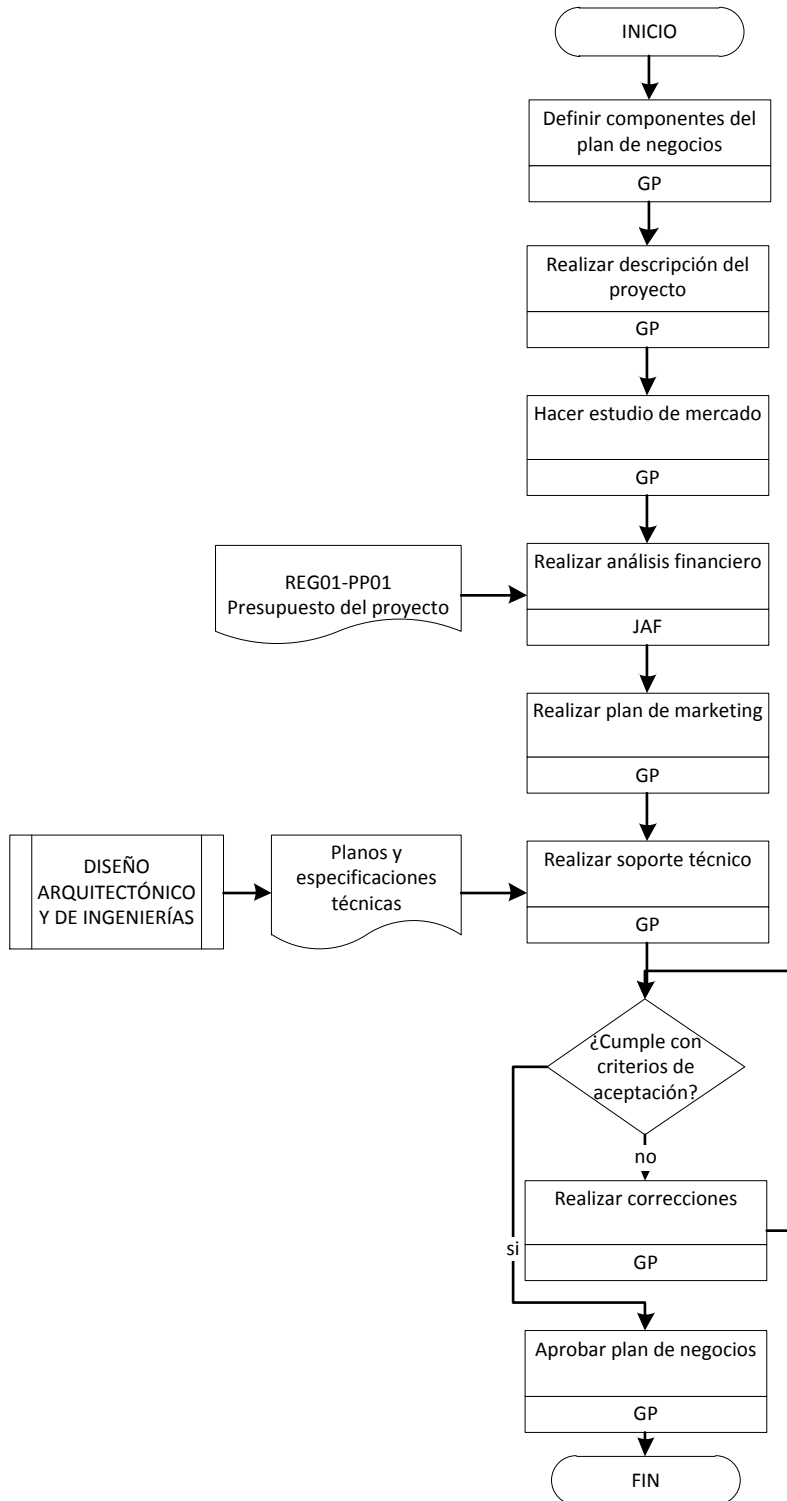 INICIO
Definir componentes del
plan de negocios
GP
Realizar descripción del
proyecto
GP
Hacer estudio de mercado
GP
REG01-PP01
Presupuesto del proyecto
Realizar análisis financiero
JAF
Realizar plan de marketing
GP
DISEÑO
ARQUITECTÓNICO
Y DE INGENIERÍAS
Planos y
especificaciones
técnicas
Realizar soporte técnico
GP
¿Cumple con
criterios de
aceptación?
no
Realizar correcciones
GP
si
Aprobar plan de negocios
GP
FIN